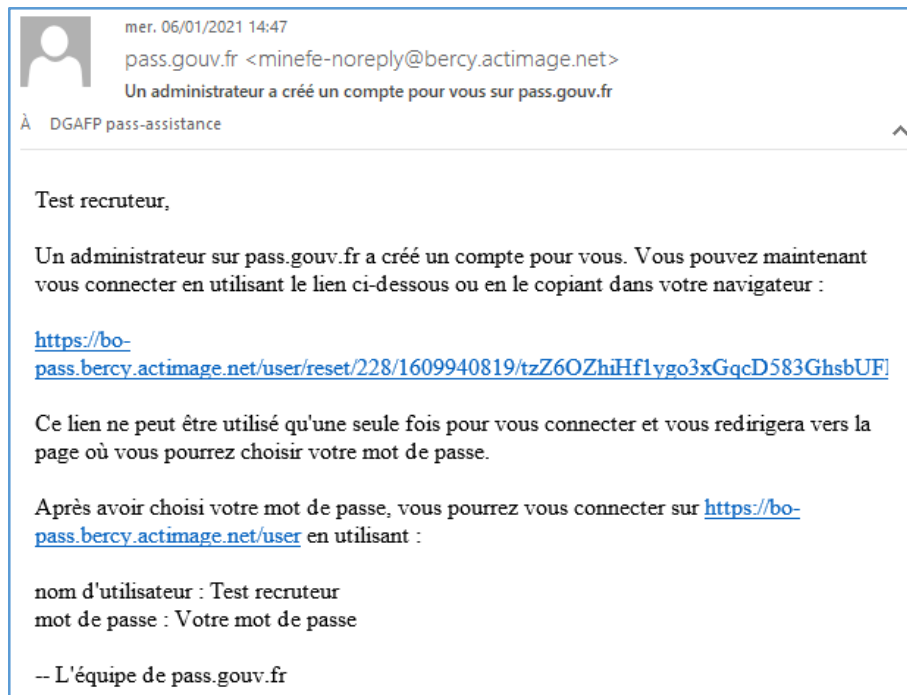 mer. 06/01/2021 14:47
pass.gouv.fr <minefe-noreply@bercy.actimage.net>
Un administrateur a créé un compte pour vous sur pass.gouv.fr
À DGAFP pass-assistance
Test recruteur,
Un administrateur sur pass.gouv.fr a créé un compte pour vous. Vous pouvez maintenant
vous connecter en utilisant le lien ci-dessous ou en le copiant dans votre navigateur :
https://bo-
pass.bercy.actimage.net/user/reset/228/1609940819/tzZ6OZhiHf1ygo3xGqcD583GhsbUF
Ce lien ne peut être utilisé qu'une seule fois pour vous connecter et vous redirigera vers la
page où vous pourrez choisir votre mot de passe.
Après avoir choisi votre mot de passe, vous pourrez vous connecter sur https://bo-
pass.bercy.actimage.net/user en utilisant :
nom d'utilisateur : Test recruteur
mot de passe : Votre mot de passe
-- L'équipe de pass.gouv.fr